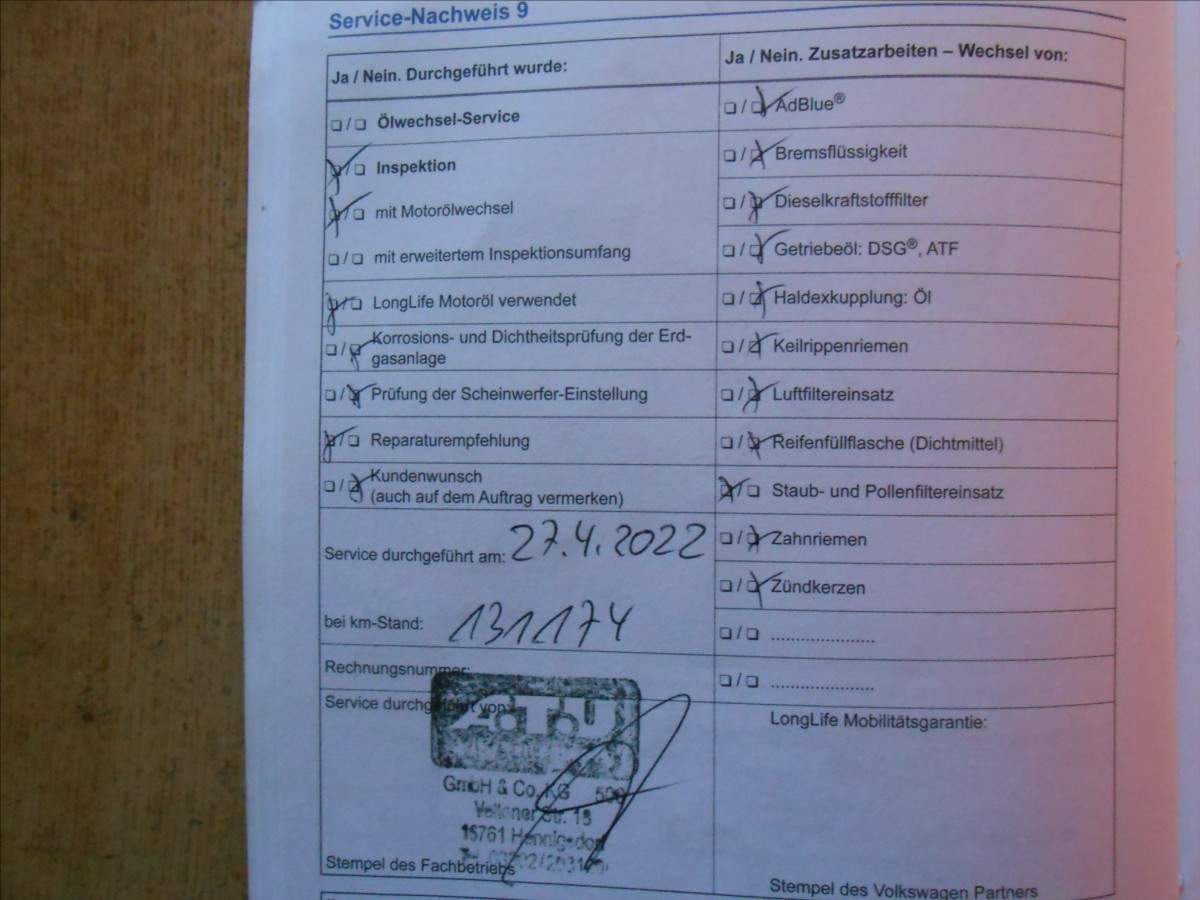 Service-Nachweis 9
Ja / Nein. Durchgeführt wurde:
❏ / ❏ Ölwechsel-Service
❏ / ❏ Inspektion
❏ / ❏ mit Motorölwechsel
❏ / ❏ mit erweitertem Inspektionsumfang
❏ / ❏ LongLife Motoröl verwendet
❏ / ❏ Korrosions- und Dichtheitsprüfung der Erd-
gasanlage
❏ / ❏ Prüfung der Scheinwerfer-Einstellung
❏ / ❏ Reparaturempfehlung
❏ / ❏ Kundenwunsch
(auch auf dem Auftrag vermerken)
Service durchgeführt am: 27.4.2022
bei km-Stand: 131174
Rechnungsnummer:
Service durchgeführt von:
A.T.U
GmbH & Co. KG
Str.
Hennigsdorf
Stempel des Fachbetriebs
Ja / Nein. Zusatzarbeiten – Wechsel von:
❏ / ❏ AdBlue®
❏ / ❏ Bremsflüssigkeit
❏ / ❏ Dieselkraftstofffilter
❏ / ❏ Getriebeöl: DSG®, ATF
❏ / ❏ Haldexkupplung: Öl
❏ / ❏ Keilrippenriemen
❏ / ❏ Luftfiltereinsatz
❏ / ❏ Reifenfüllflasche (Dichtmittel)
❏ / ❏ Staub- und Pollenfiltereinsatz
❏ / ❏ Zahnriemen
❏ / ❏ Zündkerzen
❏ / ❏ .....................
❏ / ❏ .....................
LongLife Mobilitätsgarantie:
Stempel des Volkswagen Partners